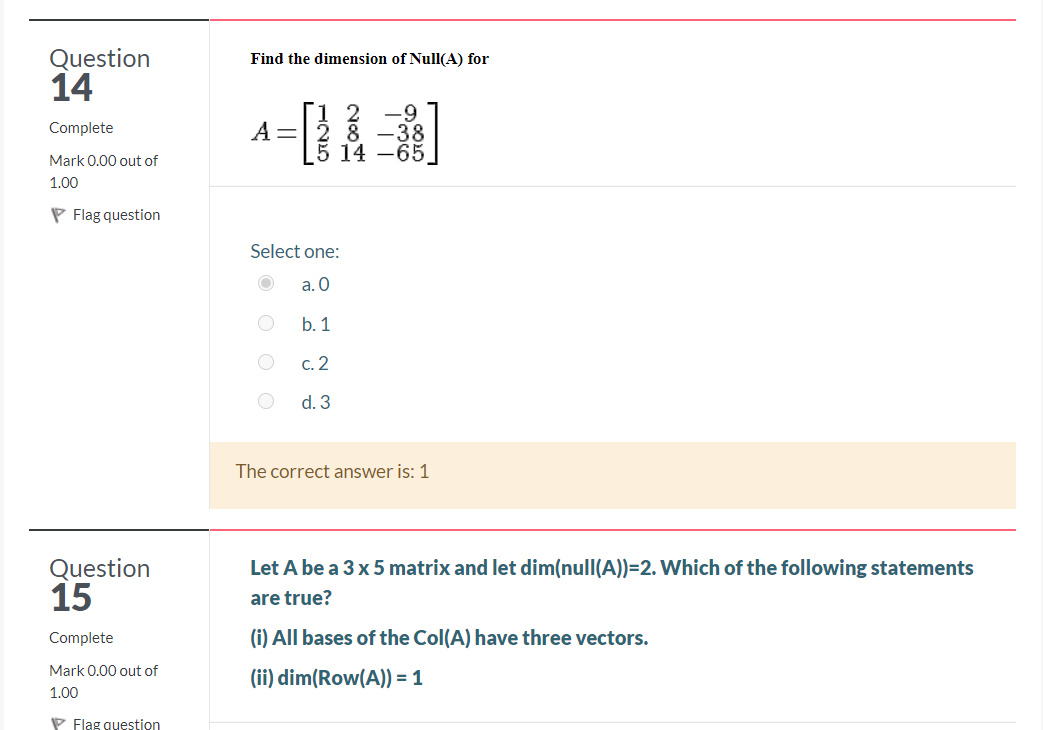 Question
14
Complete
Mark 0.00 out of
1.00
Flag question
Find the dimension of Null(A) for
A = [1 2 −9
2 8 −38
5 14 −65]
Select one:
a. 0
b. 1
c. 2
d. 3
The correct answer is: 1
Question
15
Complete
Mark 0.00 out of
1.00
Flag question
Let A be a 3 x 5 matrix and let dim(null(A))=2. Which of the following statements
are true?
(i) All bases of the Col(A) have three vectors.
(ii) dim(Row(A)) = 1